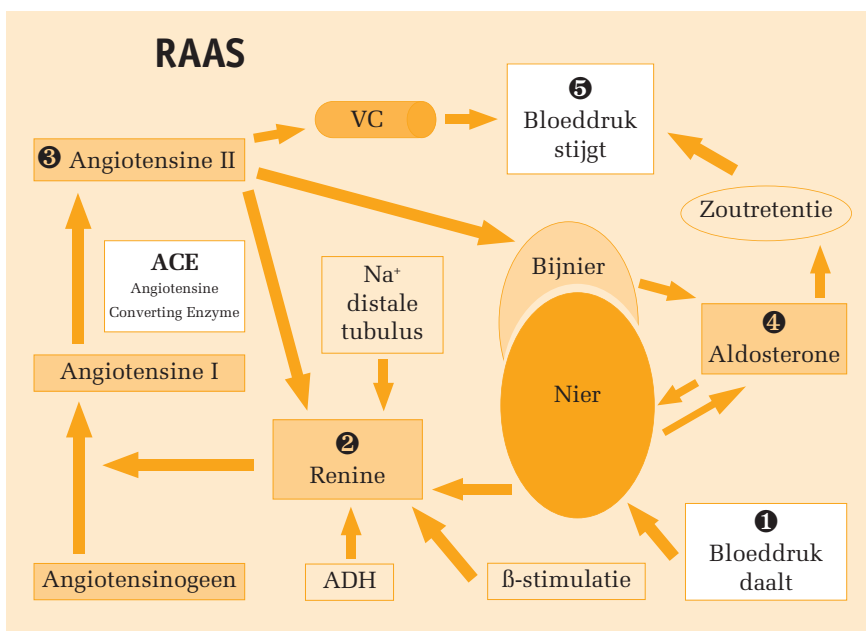 RAAS
❺
Bloeddruk
stijgt
VC
❸ Angiotensine II
Zoutretentie
ACE
Angiotensine
Converting Enzyme
Na⁺
distale
tubulus
Bijnier
❹
Aldosterone
Angiotensine I
Nier
❷
Renine
❶
Bloeddruk
daalt
Angiotensinogeen
ADH
ß-stimulatie